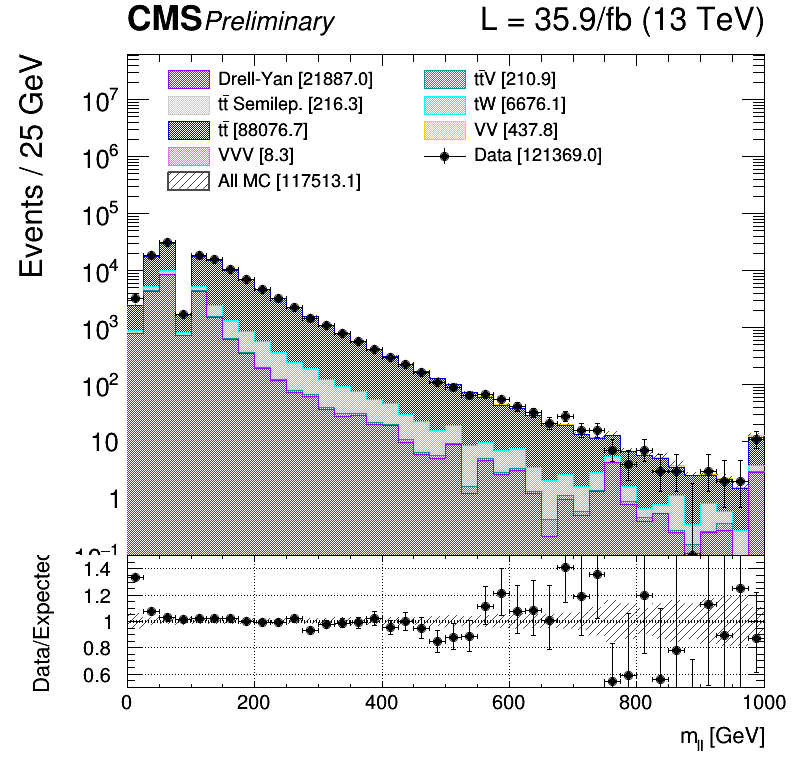 CMS Preliminary L = 35.9/fb (13 TeV)
Events / 25 GeV
Drell-Yan [21887.0]
tt̄ Semilep. [216.3]
tt̄ [88076.7]
VVV [8.3]
All MC [117513.1]
tt̄V [210.9]
tW [6676.1]
VV [437.8]
Data [121369.0]
10⁷
10⁶
10⁵
10⁴
10³
10²
10
1
10⁻¹
Data/Expected
1.4
1.2
1
0.8
0.6
0 200 400 600 800 1000
m_ll [GeV]